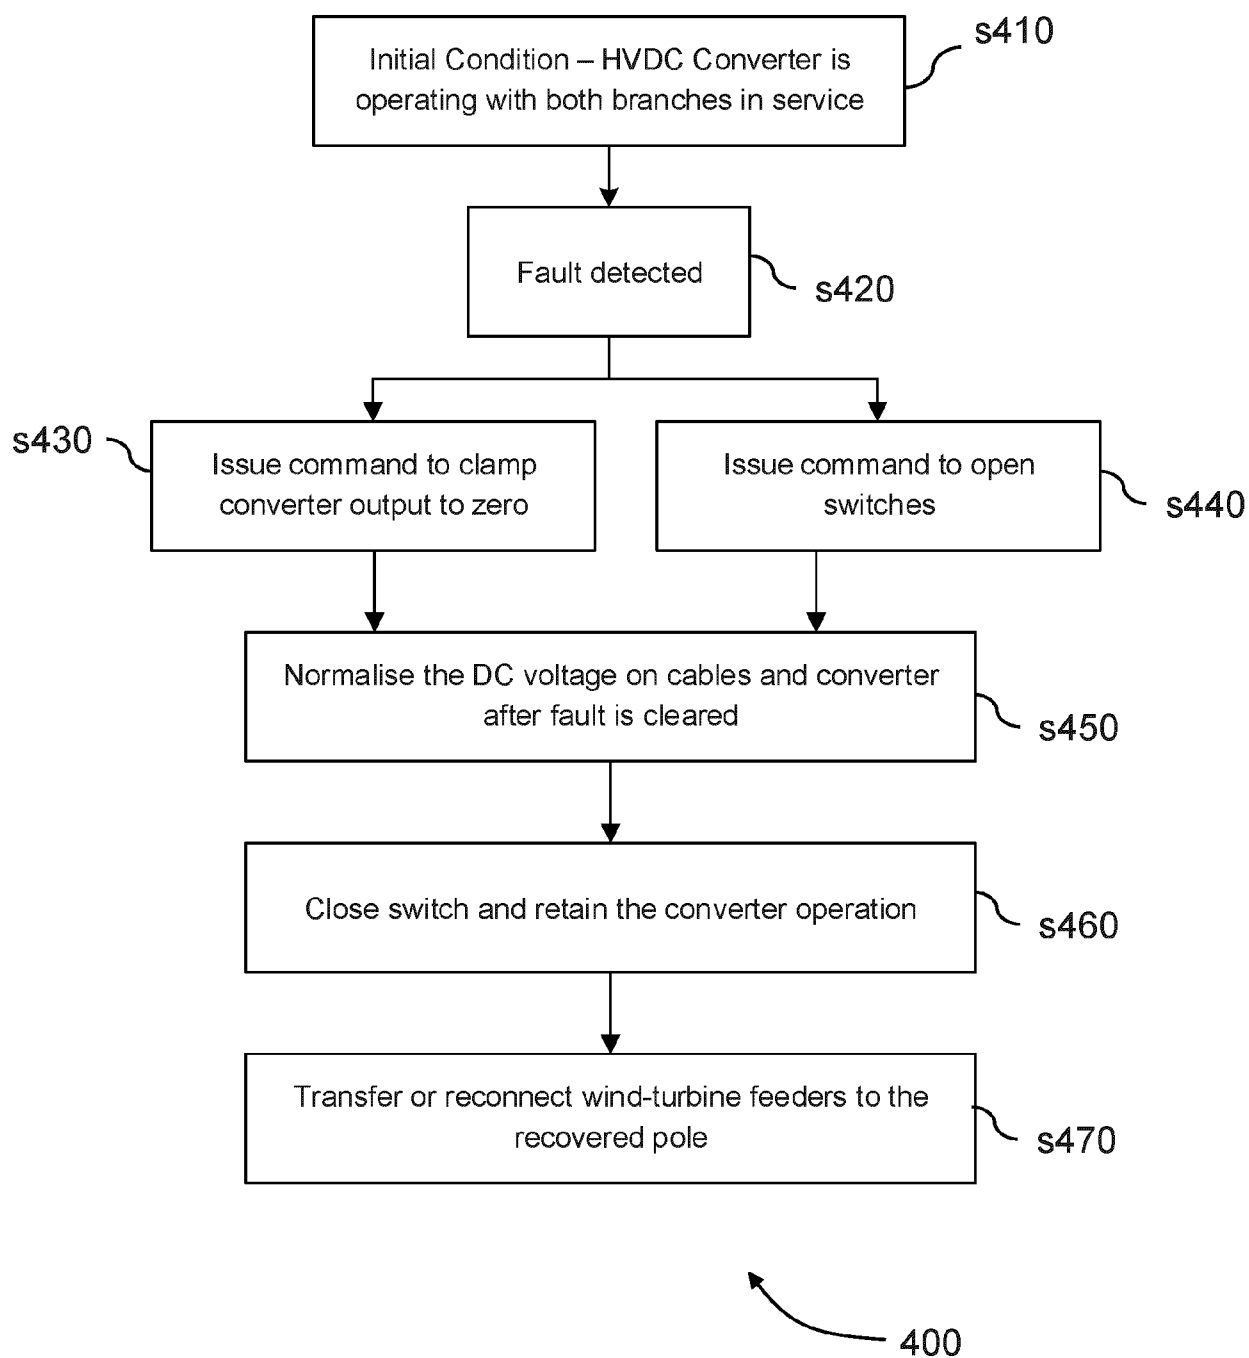 s410
Initial Condition – HVDC Converter is
operating with both branches in service
Fault detected
s420
s430
Issue command to clamp
converter output to zero
Issue command to open
switches
s440
Normalise the DC voltage on cables and converter
after fault is cleared
s450
Close switch and retain the converter operation
s460
Transfer or reconnect wind-turbine feeders to the
recovered pole
s470
400